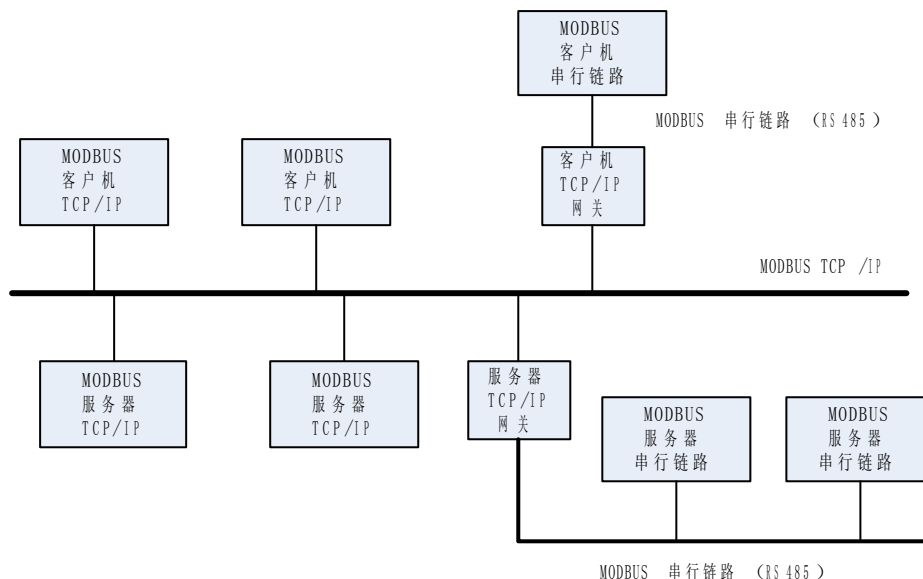 MODBUS
客户机
串行链路
MODBUS 串行链路 (RS485)
MODBUS
客户机
TCP/IP
MODBUS
客户机
TCP/IP
客户机
TCP/IP
网关
MODBUS TCP /IP
MODBUS
服务器
TCP/IP
MODBUS
服务器
TCP/IP
服务器
TCP/IP
网关
MODBUS
服务器
串行链路
MODBUS
服务器
串行链路
MODBUS 串行链路 (RS485)